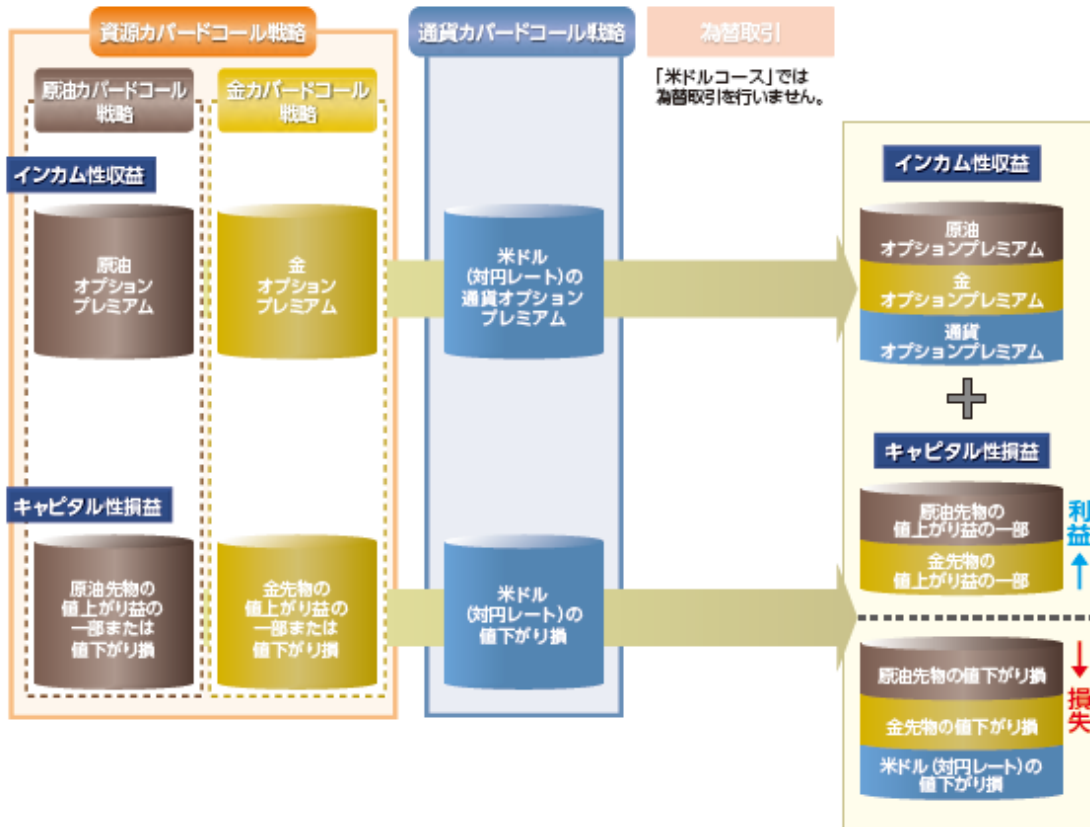 資源カバードコール戦略
通貨カバードコール戦略
為替取引
原油カバードコール
戦略
金カバードコール
戦略
「米ドルコース」では
為替取引を行いません。
インカム性収益
原油
オプション
プレミアム
金
オプション
プレミアム
米ドル
(対円レート)の
通貨オプション
プレミアム
キャピタル性損益
原油先物の
値上がり益の
一部または
値下がり損
金先物の
値上がり益の
一部または
値下がり損
米ドル
(対円レート)の
値下がり損
インカム性収益
原油
オプションプレミアム
金
オプションプレミアム
通貨
オプションプレミアム
+
キャピタル性損益
原油先物の
値上がり益の一部
金先物の
値上がり益の一部
利益
↑
原油先物の値下がり損
金先物の値下がり損
米ドル(対円レート)の
値下がり損
↓
損失